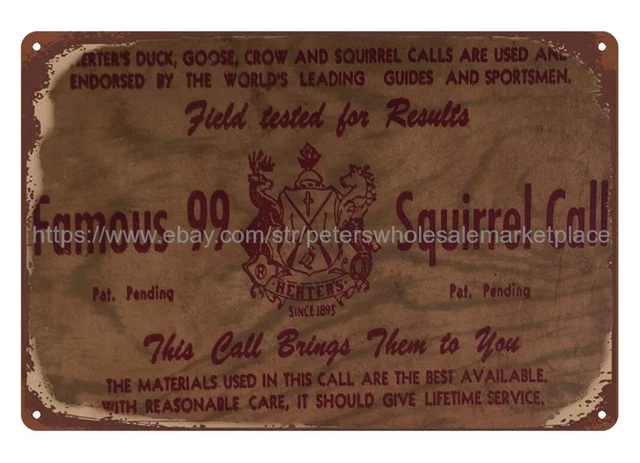 HERTER'S DUCK, GOOSE, CROW AND SQUIRREL CALLS ARE USED AND
ENDORSED BY THE WORLD'S LEADING GUIDES AND SPORTSMEN.
Field tested for Results
Famous 99 Squirrel Call
https://www.ebay.com/str/peterswholesalemarketplace
Pat. Pending Pat. Pending
HERTER'S
SINCE 1893
This Call Brings Them to You
THE MATERIALS USED IN THIS CALL ARE THE BEST AVAILABLE.
WITH REASONABLE CARE, IT SHOULD GIVE LIFETIME SERVICE.